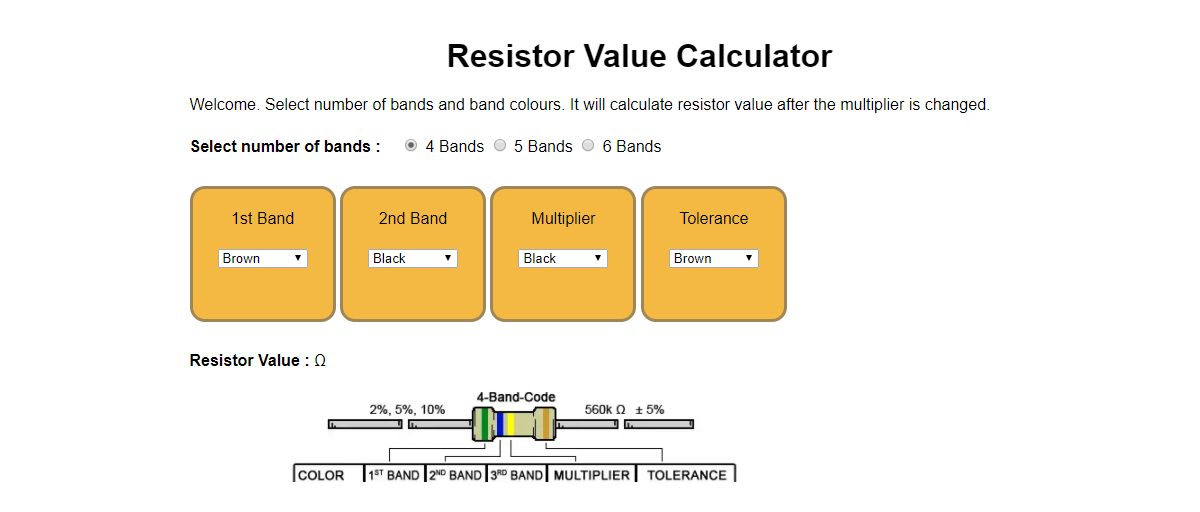 Resistor Value Calculator
Welcome. Select number of bands and band colours. It will calculate resistor value after the multiplier is changed.
Select number of bands : 4 Bands 5 Bands 6 Bands
1st Band 2nd Band Multiplier Tolerance
Brown Black Black Brown
Resistor Value : Ω
4-Band-Code
2%, 5%, 10% 560k Ω ± 5%
COLOR 1ST BAND 2ND BAND 3RD BAND MULTIPLIER TOLERANCE